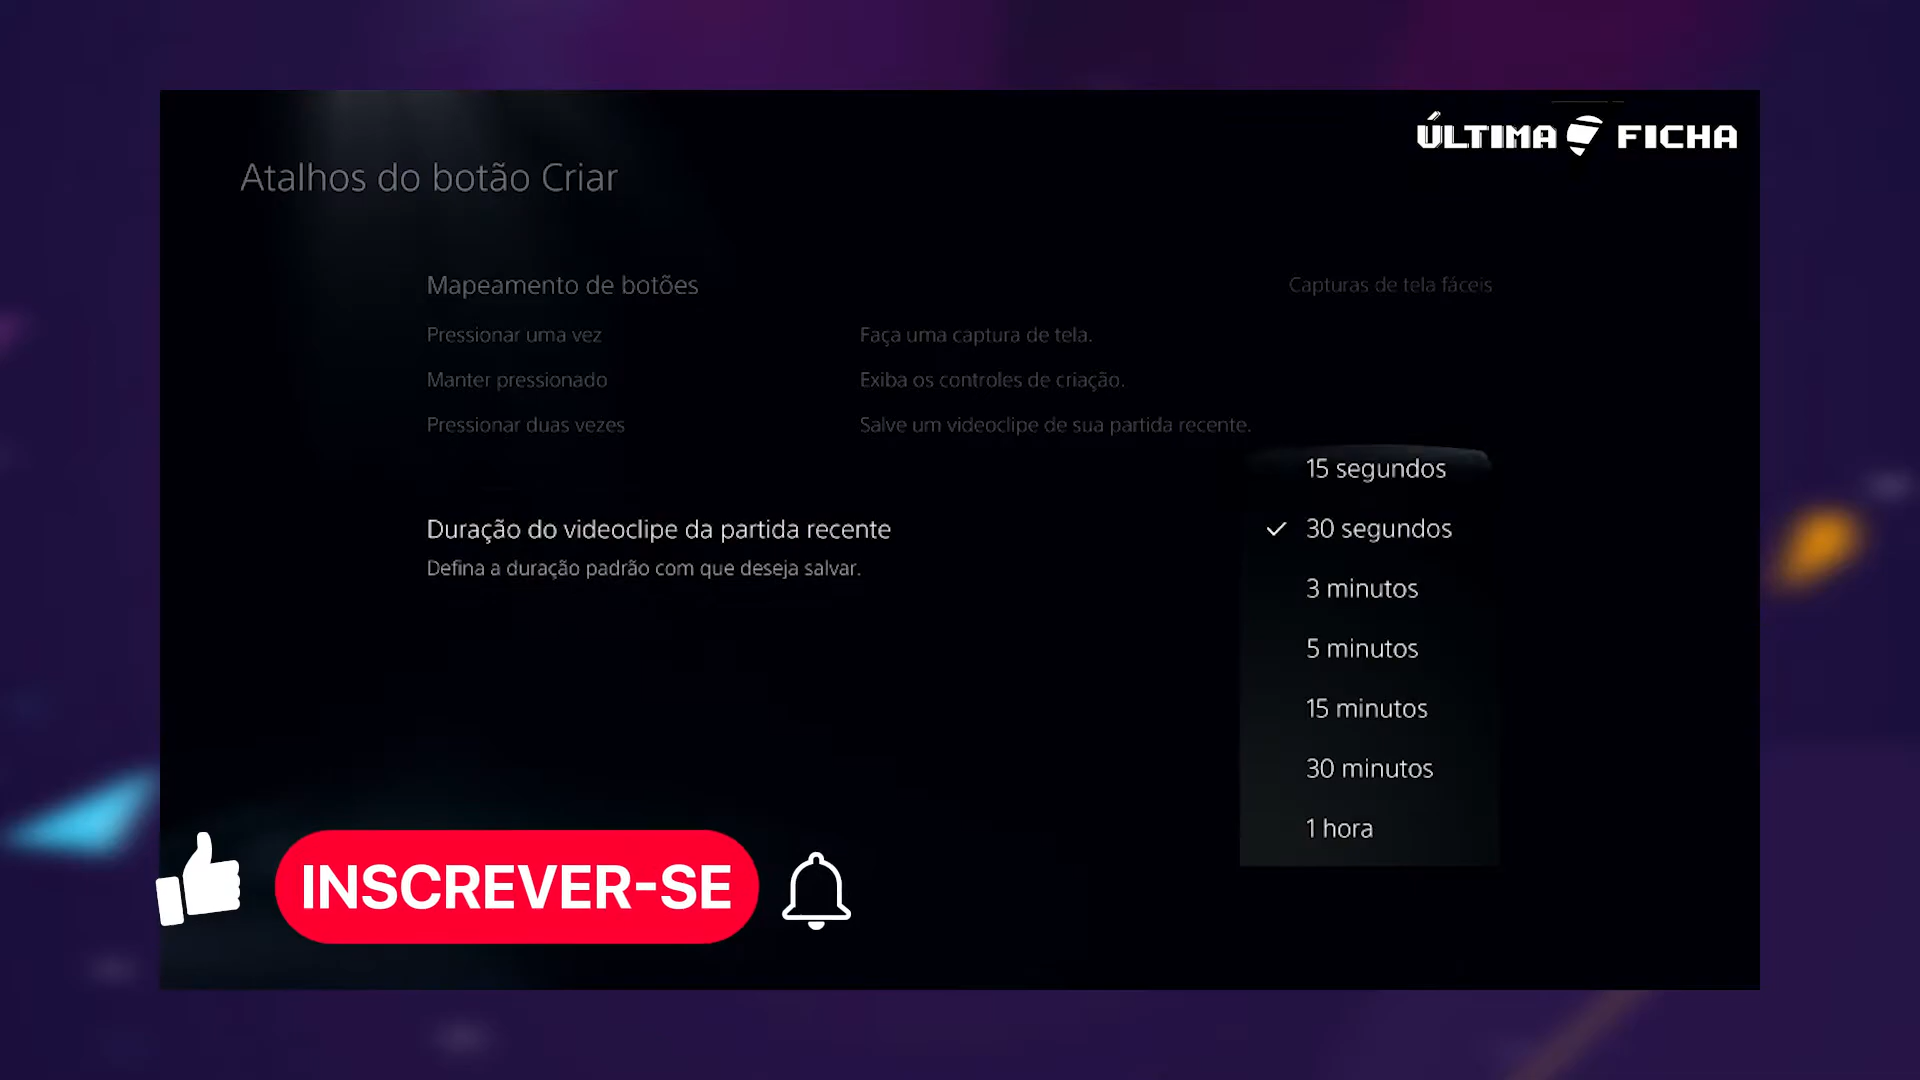 ÚLTIMA FICHA
Atalhos do botão Criar
Mapeamento de botões
Capturas de tela fáceis
Pressionar uma vez
Faça uma captura de tela.
Manter pressionado
Exiba os controles de criação.
Pressionar duas vezes
Salve um videoclipe de sua partida recente.
Duração do videoclipe da partida recente
Defina a duração padrão com que deseja salvar.
15 segundos
30 segundos
3 minutos
5 minutos
15 minutos
30 minutos
1 hora
INSCREVER-SE